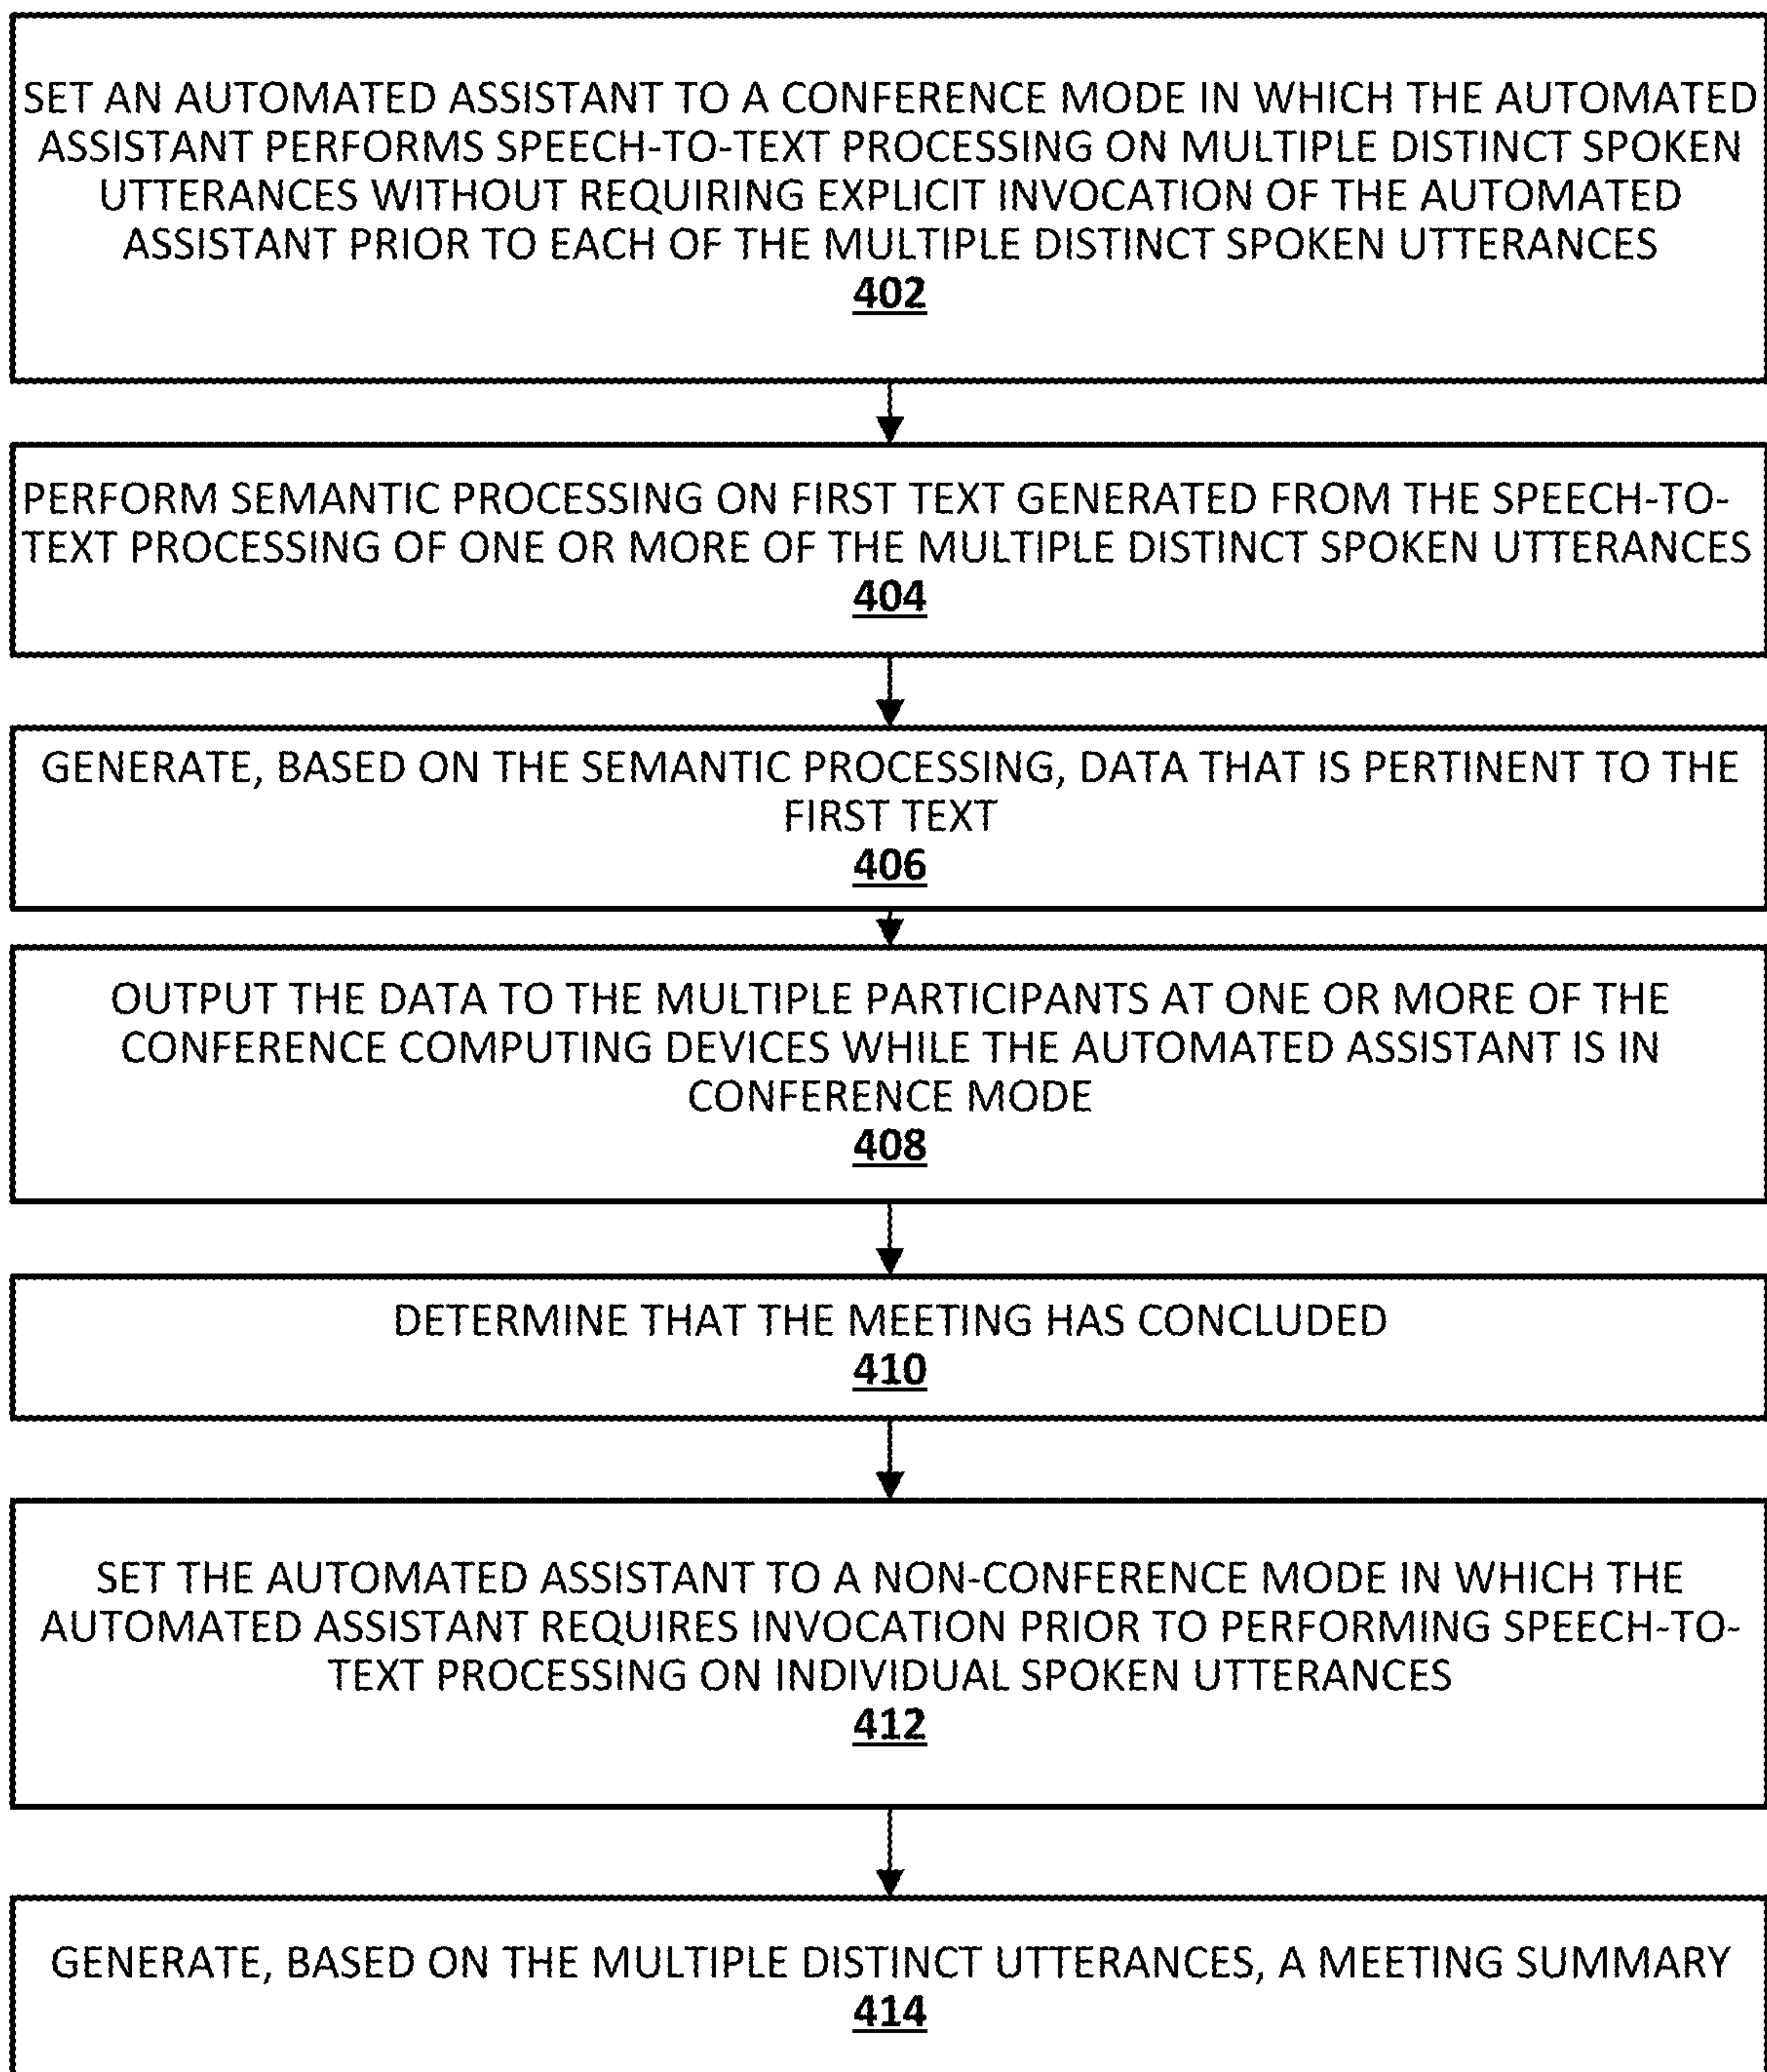 SET AN AUTOMATED ASSISTANT TO A CONFERENCE MODE IN WHICH THE AUTOMATED
ASSISTANT PERFORMS SPEECH-TO-TEXT PROCESSING ON MULTIPLE DISTINCT SPOKEN
UTTERANCES WITHOUT REQUIRING EXPLICIT INVOCATION OF THE AUTOMATED
ASSISTANT PRIOR TO EACH OF THE MULTIPLE DISTINCT SPOKEN UTTERANCES
402
PERFORM SEMANTIC PROCESSING ON FIRST TEXT GENERATED FROM THE SPEECH-TO-
TEXT PROCESSING OF ONE OR MORE OF THE MULTIPLE DISTINCT SPOKEN UTTERANCES
404
GENERATE, BASED ON THE SEMANTIC PROCESSING, DATA THAT IS PERTINENT TO THE
FIRST TEXT
406
OUTPUT THE DATA TO THE MULTIPLE PARTICIPANTS AT ONE OR MORE OF THE
CONFERENCE COMPUTING DEVICES WHILE THE AUTOMATED ASSISTANT IS IN
CONFERENCE MODE
408
DETERMINE THAT THE MEETING HAS CONCLUDED
410
SET THE AUTOMATED ASSISTANT TO A NON-CONFERENCE MODE IN WHICH THE
AUTOMATED ASSISTANT REQUIRES INVOCATION PRIOR TO PERFORMING SPEECH-TO-
TEXT PROCESSING ON INDIVIDUAL SPOKEN UTTERANCES
412
GENERATE, BASED ON THE MULTIPLE DISTINCT UTTERANCES, A MEETING SUMMARY
414